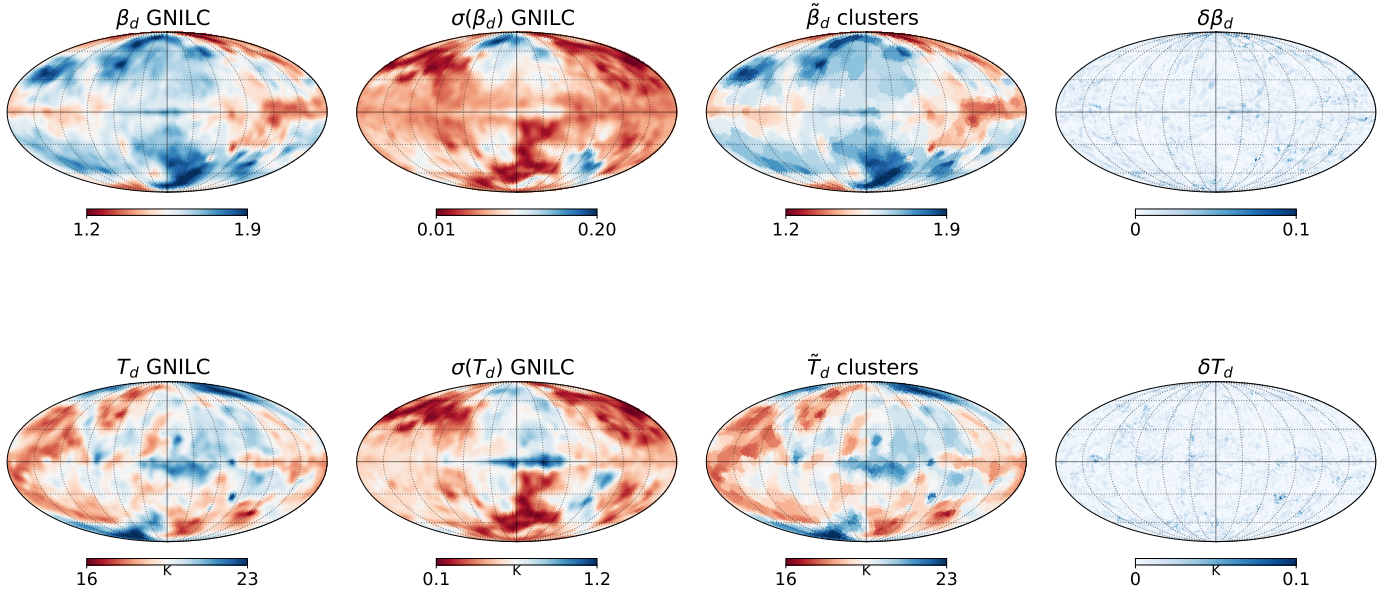 β_d GNILC σ(β_d) GNILC β̃_d clusters δβ_d
1.2 1.9 0.01 0.20 1.2 1.9 0 0.1
T_d GNILC σ(T_d) GNILC T̃_d clusters δT_d
16 K 23 0.1 1.2 16 K 23 0 K 0.1